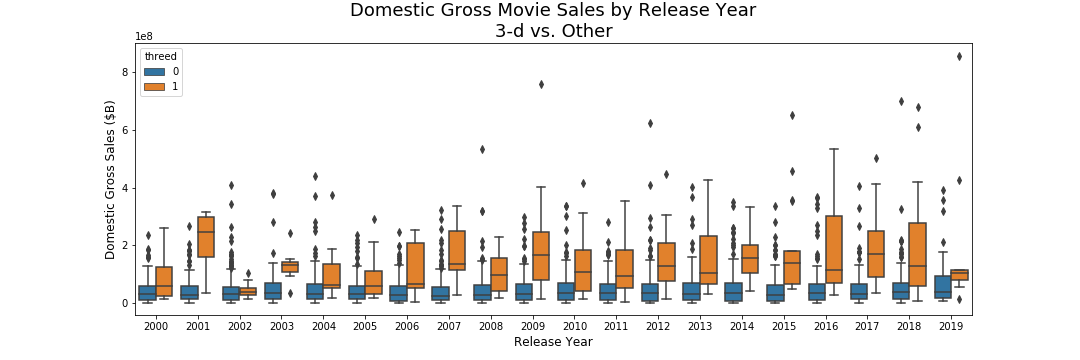 Domestic Gross Movie Sales by Release Year
3-d vs. Other
1e8
threed
0
1
8
6
4
2
0
Domestic Gross Sales ($B)
2000 2001 2002 2003 2004 2005 2006 2007 2008 2009 2010 2011 2012 2013 2014 2015 2016 2017 2018 2019
Release Year